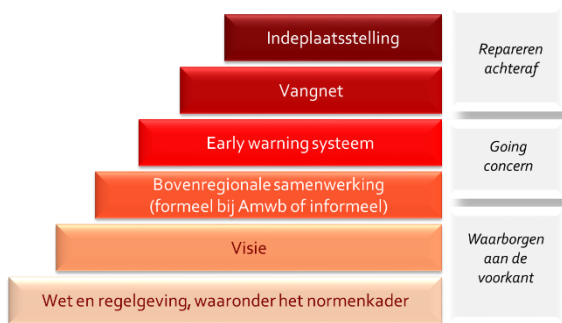 Indeplaatsstelling
Vangnet
Early warning systeem
Bovenregionale samenwerking
(formeel bij Amwb of informeel)
Visie
Wet en regelgeving, waaronder het normenkader
Repareren
achteraf
Going
concern
Waarborgen
aan de
voorkant